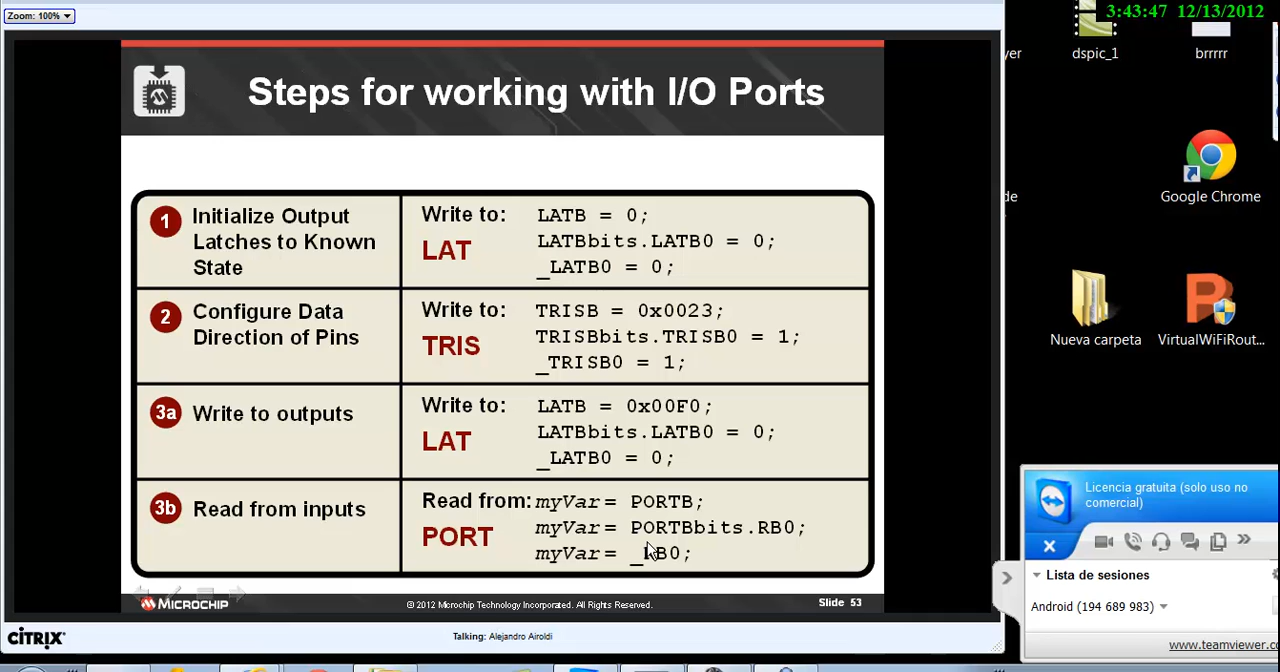 Zoom: 100%
3:43:47 12/13/2012
yer
dspic_1
brrrrr
Steps for working with I/O Ports
Google Chrome
de
1 Initialize Output
Latches to Known
State
Write to:
LAT
LATB = 0;
LATBbits.LATB0 = 0;
_LATB0 = 0;
2 Configure Data
Direction of Pins
Write to:
TRIS
TRISB = 0x0023;
TRISBbits.TRISB0 = 1;
_TRISB0 = 1;
Nueva carpeta
VirtualWiFiRout...
3a Write to outputs
Write to:
LAT
LATB = 0x00F0;
LATBbits.LATB0 = 0;
_LATB0 = 0;
3b Read from inputs
Read from:
PORT
myVar = PORTB;
myVar = PORTBbits.RB0;
myVar =
MICROCHIP
© 2012 Microchip Technology Incorporated. All Rights Reserved.
Slide 53
CITRIX
Talking: Alejandro Airoldi
Licencia gratuita (solo uso no
comercial)
Lista de sesiones
Android (194 689 983)
www.teamviewer.c